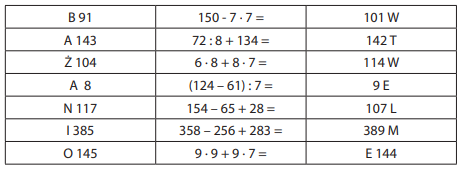 B 91 150 - 7 · 7 = 101 W
A 143 72 : 8 + 134 = 142 T
Ż 104 6 · 8 + 8 · 7 = 114 W
A 8 (124 – 61) : 7 = 9 E
N 117 154 – 65 + 28 = 107 L
I 385 358 – 256 + 283 = 389 M
O 145 9 · 9 + 9 · 7 = E 144